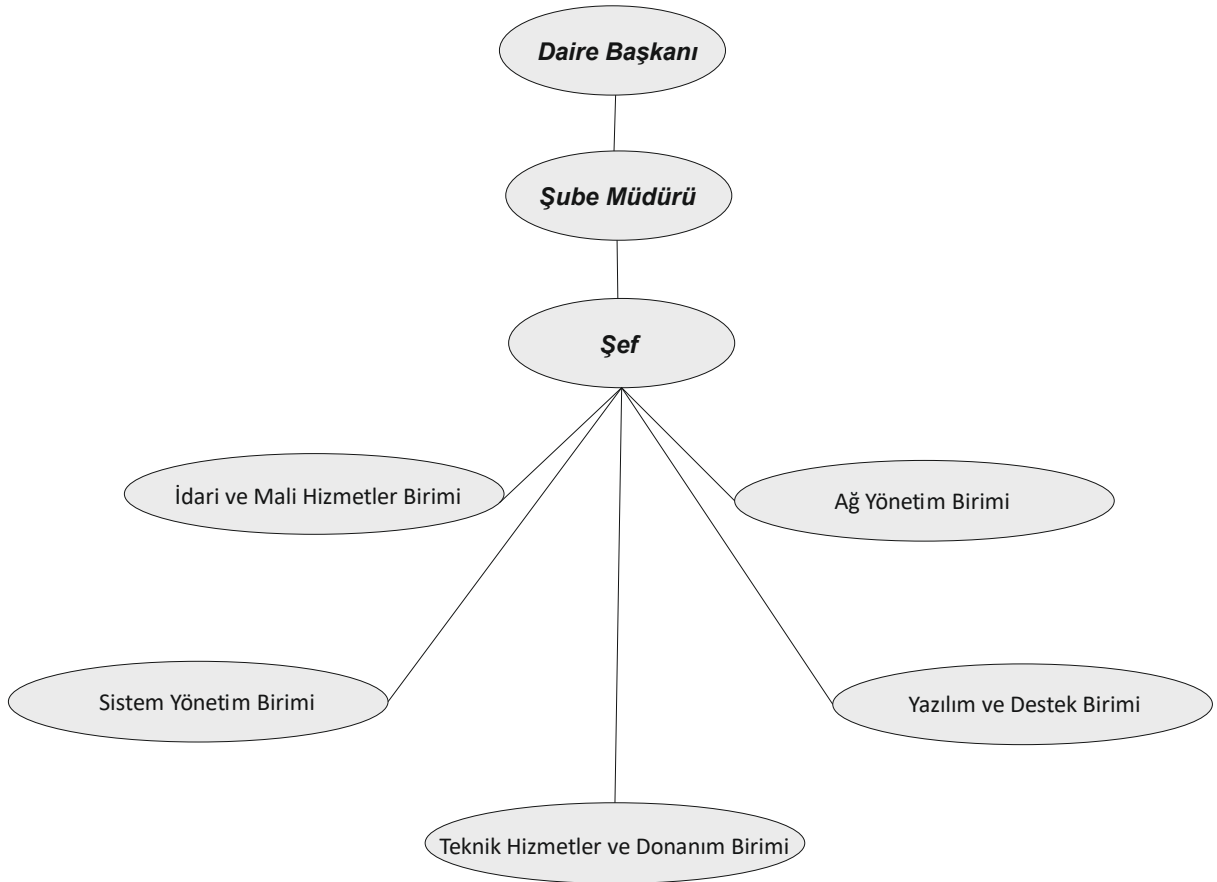 Daire Başkanı
Şube Müdürü
Şef
İdari ve Mali Hizmetler Birimi
Ağ Yönetim Birimi
Sistem Yönetim Birimi
Yazılım ve Destek Birimi
Teknik Hizmetler ve Donanım Birimi